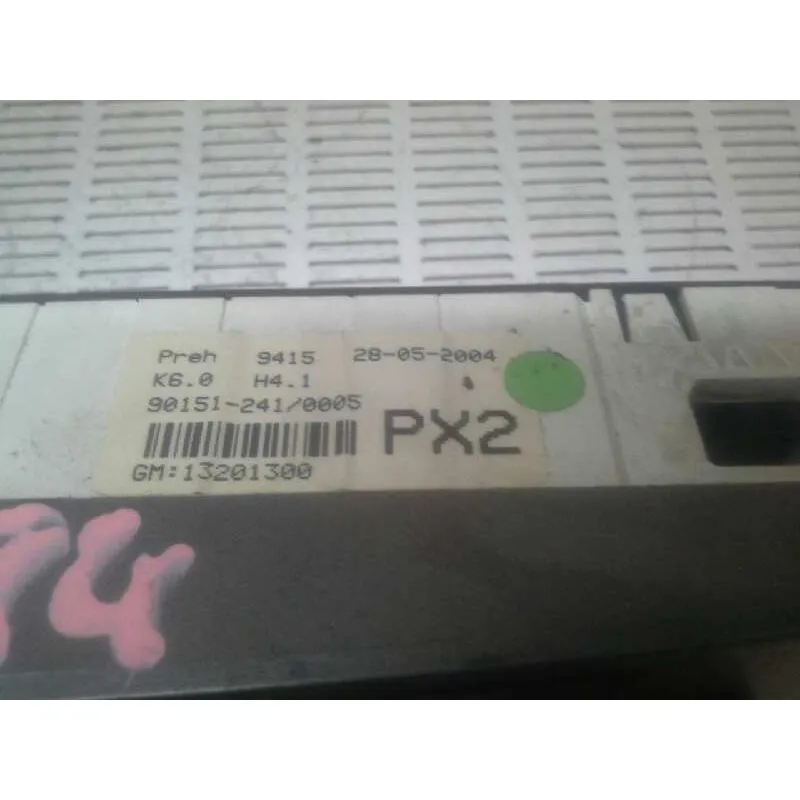 Preh 9415 28-05-2004
K6.0 H4.1
90151-241/0005
PX2
GM:13201300